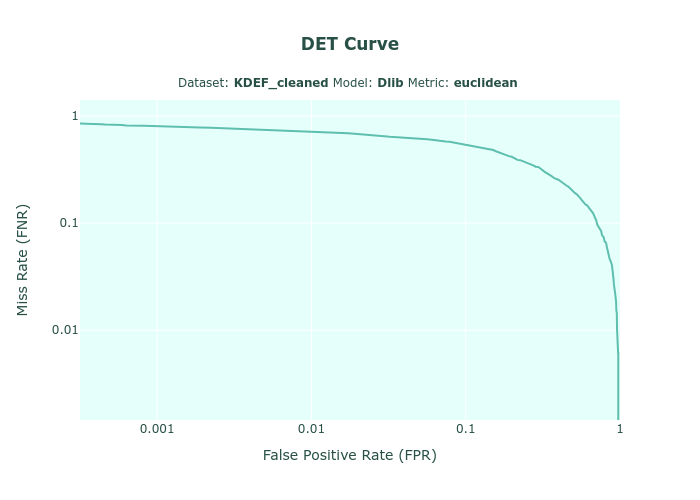 DET Curve
Dataset: KDEF_cleaned Model: Dlib Metric: euclidean
1
0.1
0.01
Miss Rate (FNR)
0.001
0.01
0.1
1
False Positive Rate (FPR)